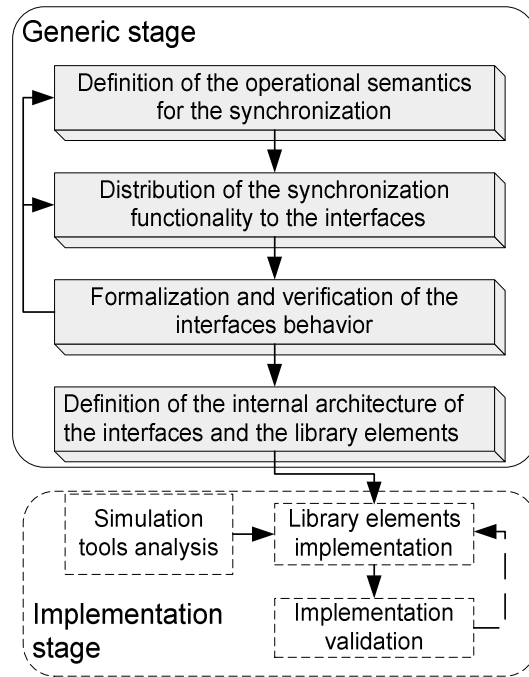 Generic stage
Definition of the operational semantics
for the synchronization
Distribution of the synchronization
functionality to the interfaces
Formalization and verification of the
interfaces behavior
Definition of the internal architecture of
the interfaces and the library elements
Simulation
tools analysis
Library elements
implementation
Implementation
validation
Implementation
stage